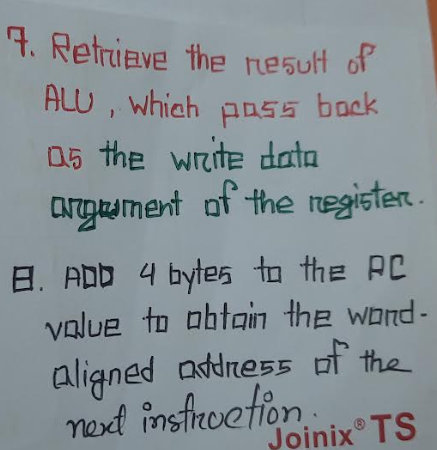 7. Retrieve the result of
ALU, which pass back
as the write data
argument of the register.
8. ADD 4 bytes to the PC
value to obtain the word-
aligned address of the
next instruction.
Joinix® TS